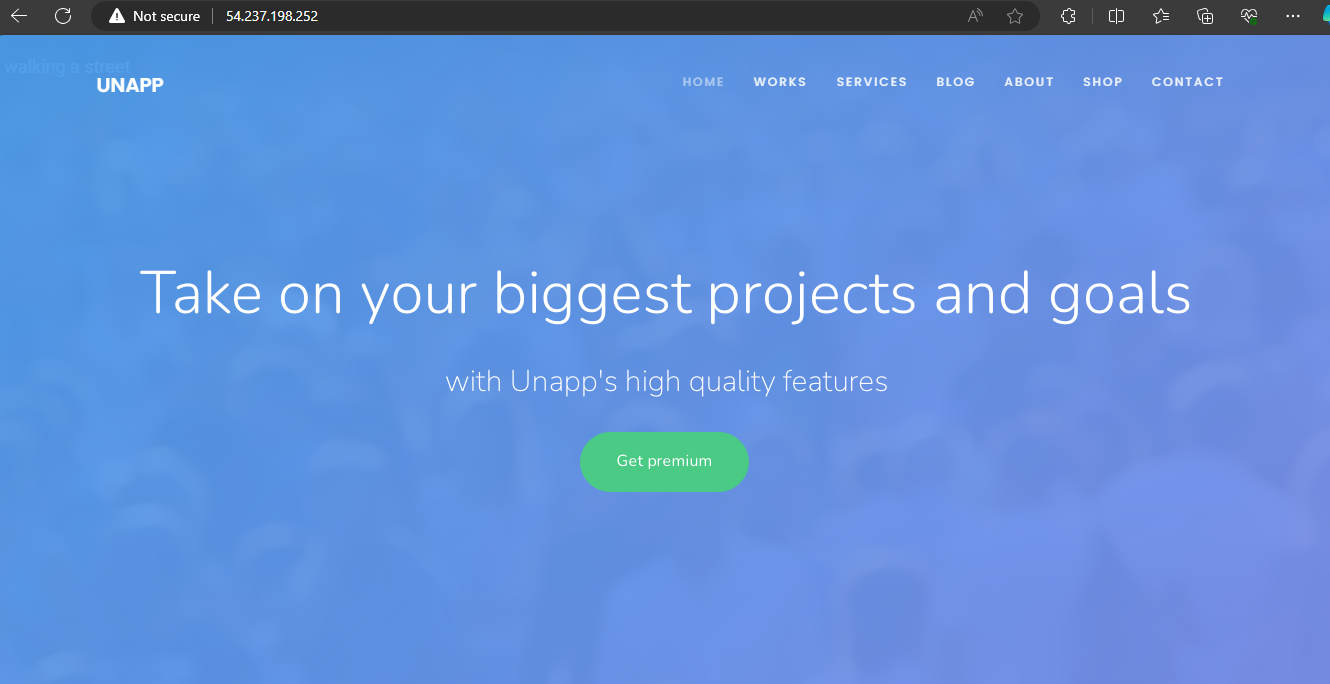 Not secure 54.237.198.252
walking a street
UNAPP
HOME WORKS SERVICES BLOG ABOUT SHOP CONTACT
Take on your biggest projects and goals
with Unapp's high quality features
Get premium